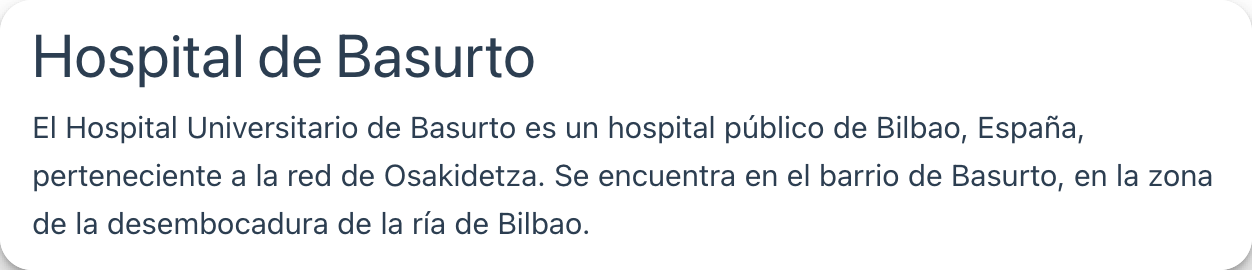 Hospital de Basurto
El Hospital Universitario de Basurto es un hospital público de Bilbao, España,
perteneciente a la red de Osakidetza. Se encuentra en el barrio de Basurto, en la zona
de la desembocadura de la ría de Bilbao.